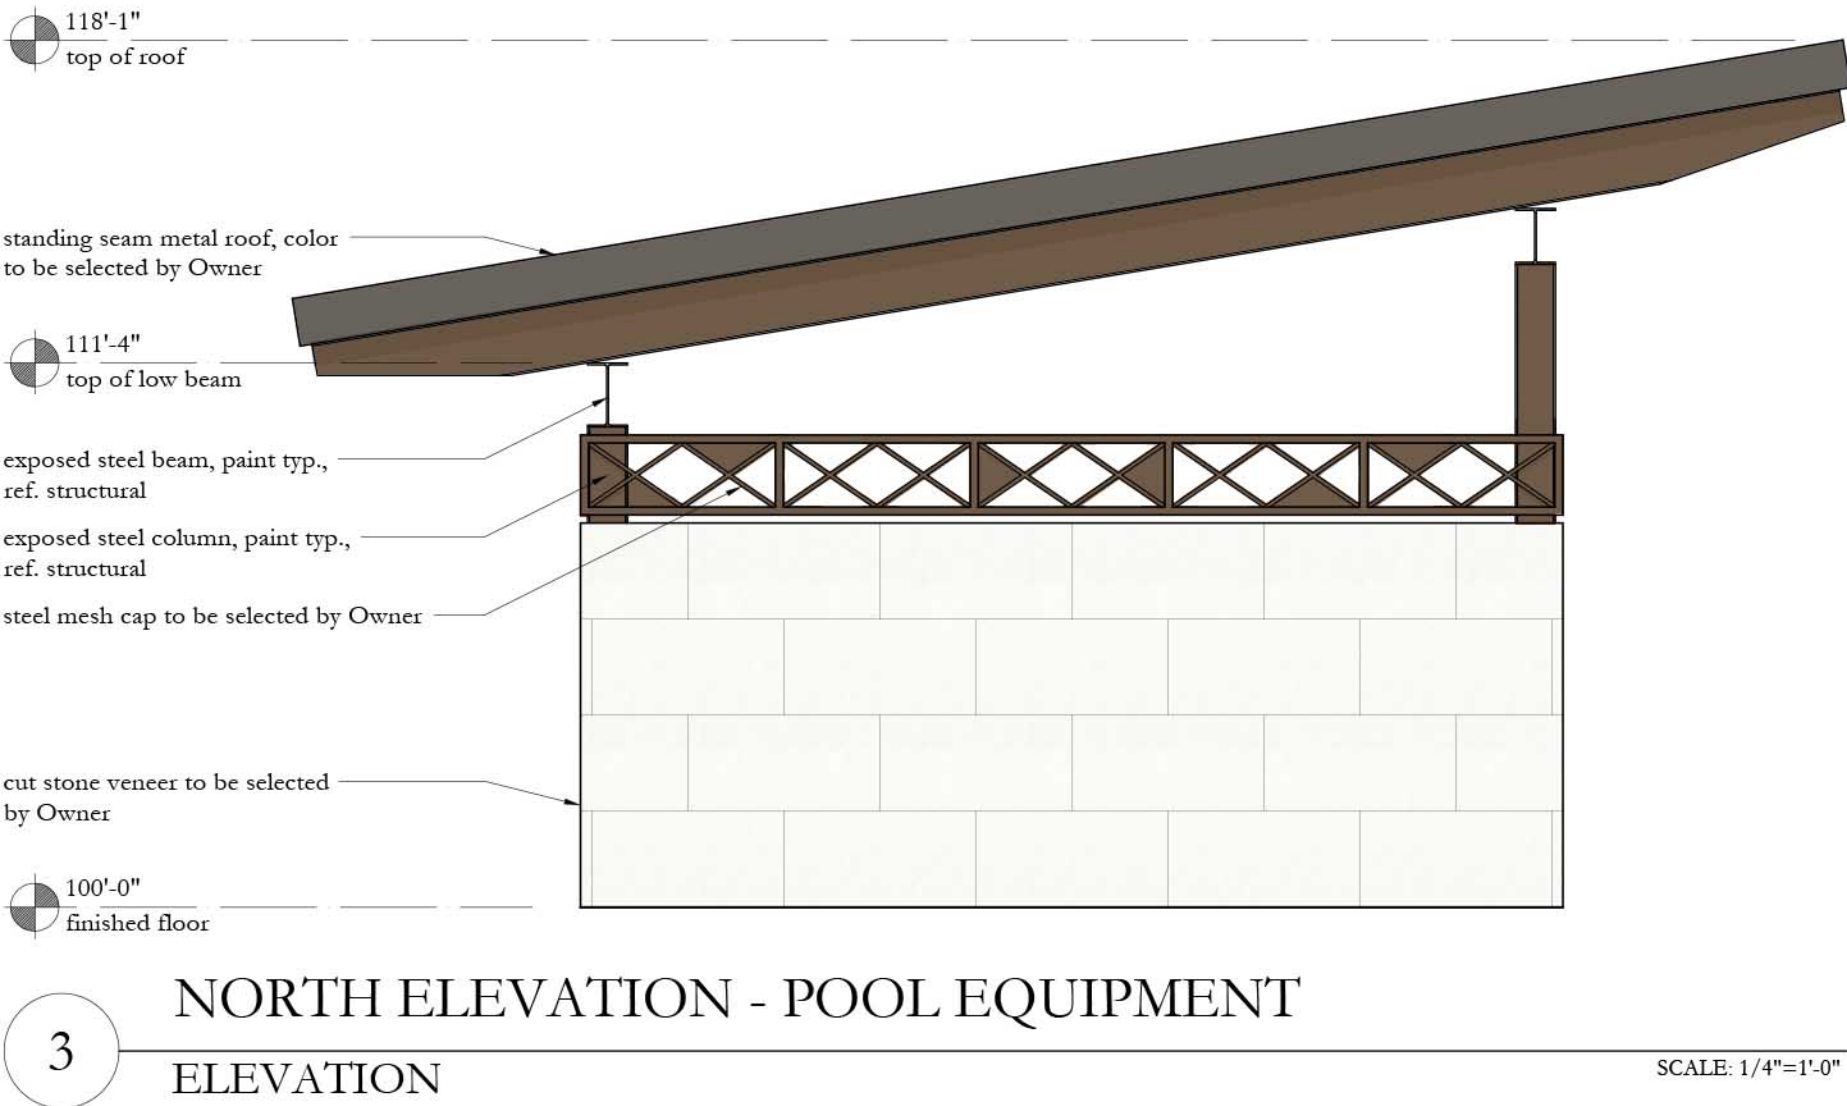 118'-1"
top of roof
standing seam metal roof, color
to be selected by Owner
111'-4"
top of low beam
exposed steel beam, paint typ.,
ref. structural
exposed steel column, paint typ.,
ref. structural
steel mesh cap to be selected by Owner
cut stone veneer to be selected
by Owner
100'-0"
finished floor
NORTH ELEVATION - POOL EQUIPMENT
3
ELEVATION
SCALE: 1/4"=1'-0"